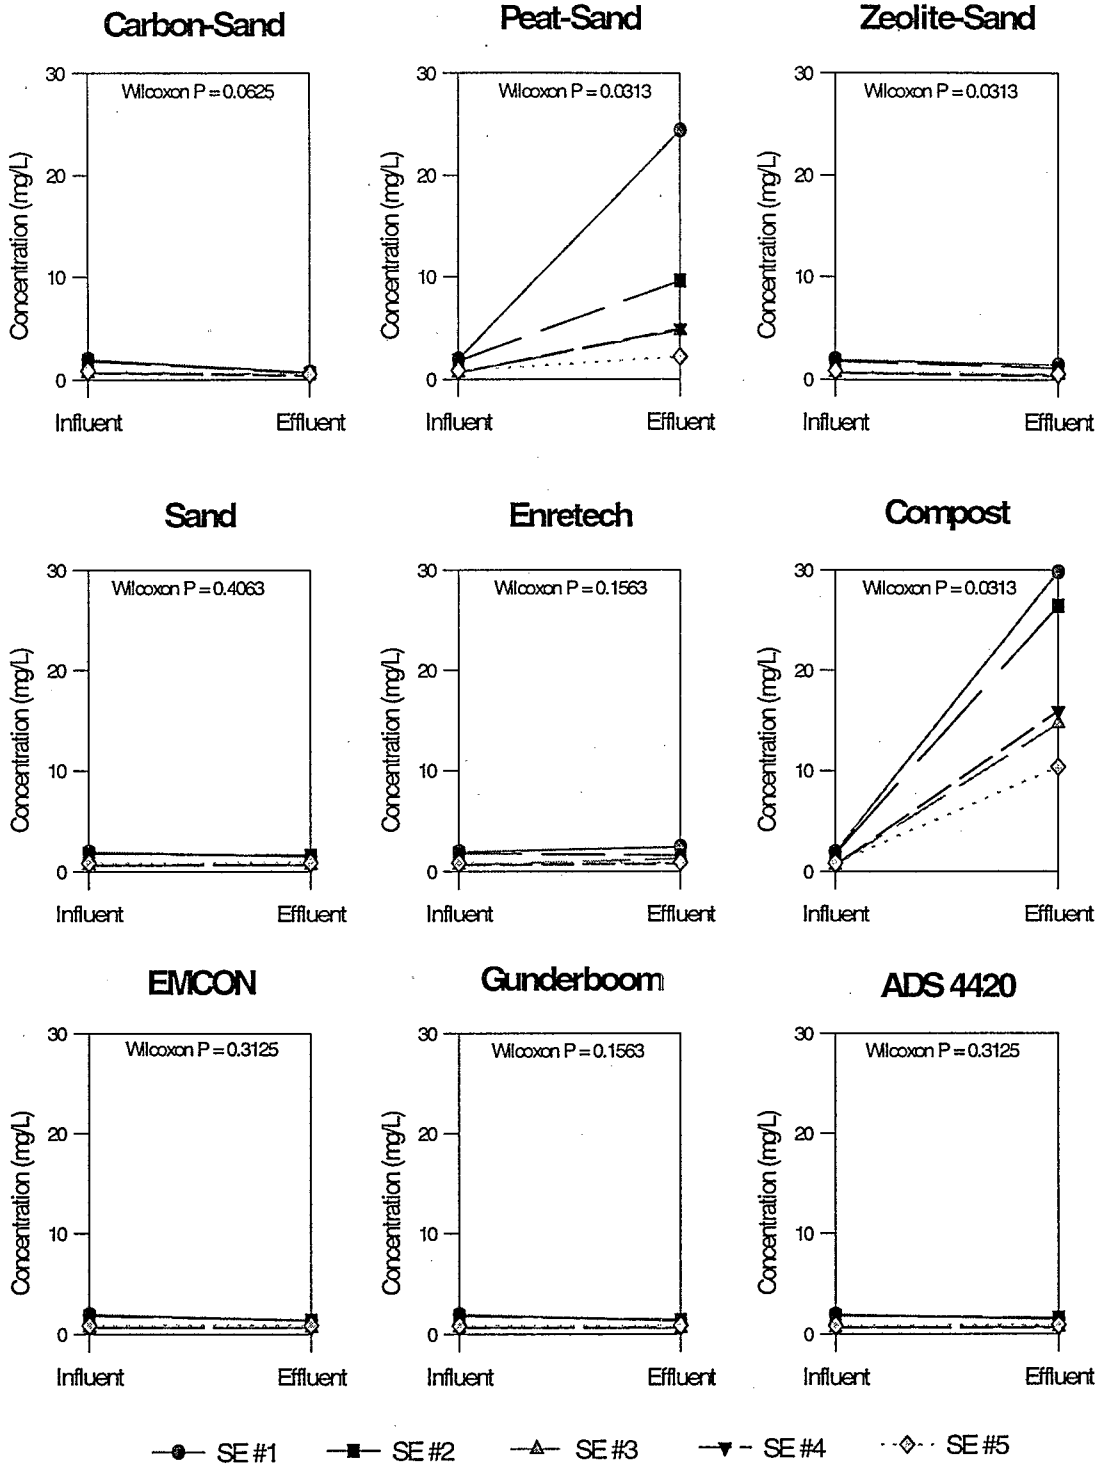 Carbon-Sand
Peat-Sand
Zeolite-Sand
Wilcoxon P = 0.0625
Wilcoxon P = 0.0313
Wilcoxon P = 0.0313
Concentration (mg/L)
30
20
10
0
Concentration (mg/L)
30
20
10
0
Concentration (mg/L)
30
20
10
0
Influent
Effluent
Influent
Effluent
Influent
Effluent
Sand
Enretech
Compost
Wilcoxon P = 0.4063
Wilcoxon P = 0.1563
Wilcoxon P = 0.0313
Concentration (mg/L)
30
20
10
0
Concentration (mg/L)
30
20
10
0
Concentration (mg/L)
30
20
10
0
Influent
Effluent
Influent
Effluent
Influent
Effluent
EMCON
Gunderboom
ADS 4420
Wilcoxon P = 0.3125
Wilcoxon P = 0.1563
Wilcoxon P = 0.3125
Concentration (mg/L)
30
20
10
0
Concentration (mg/L)
30
20
10
0
Concentration (mg/L)
30
20
10
0
Influent
Effluent
Influent
Effluent
Influent
Effluent
SE #1
SE #2
SE #3
SE #4
SE #5